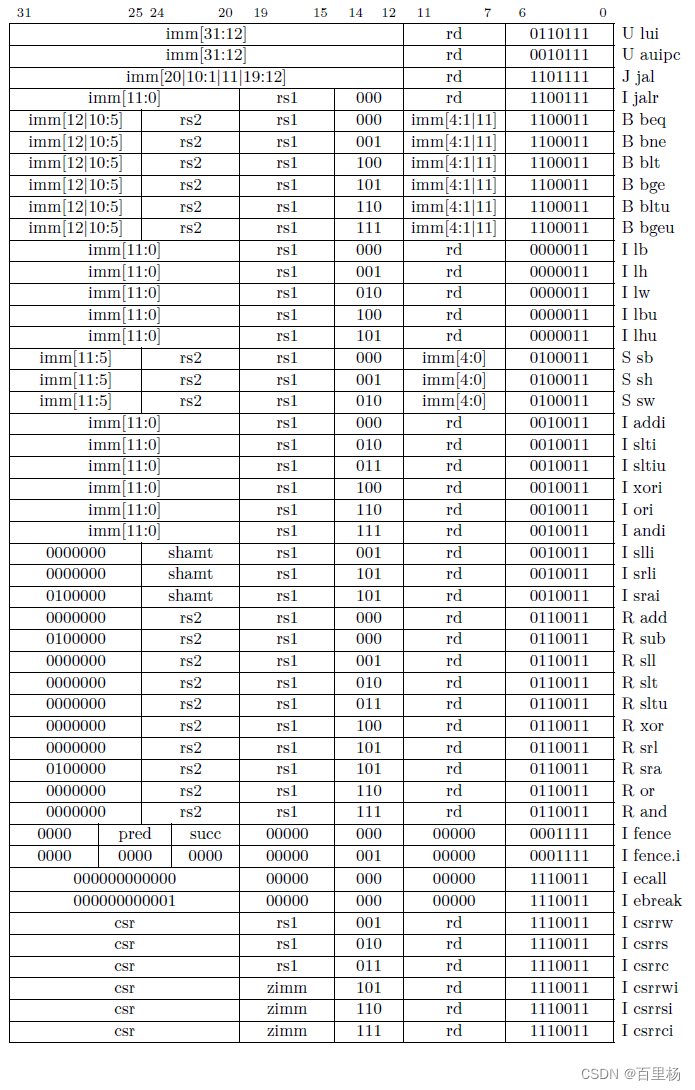 31 25 24 20 19 15 14 12 11 7 6 0
imm[31:12] rd 0110111 U lui
imm[31:12] rd 0010111 U auipc
imm[20|10:1|11|19:12] rd 1101111 J jal
imm[11:0] rs1 000 rd 1100111 I jalr
imm[12|10:5] rs2 rs1 000 imm[4:1|11] 1100011 B beq
imm[12|10:5] rs2 rs1 001 imm[4:1|11] 1100011 B bne
imm[12|10:5] rs2 rs1 100 imm[4:1|11] 1100011 B blt
imm[12|10:5] rs2 rs1 101 imm[4:1|11] 1100011 B bge
imm[12|10:5] rs2 rs1 110 imm[4:1|11] 1100011 B bltu
imm[12|10:5] rs2 rs1 111 imm[4:1|11] 1100011 B bgeu
imm[11:0] rs1 000 rd 0000011 I lb
imm[11:0] rs1 001 rd 0000011 I lh
imm[11:0] rs1 010 rd 0000011 I lw
imm[11:0] rs1 100 rd 0000011 I lbu
imm[11:0] rs1 101 rd 0000011 I lhu
imm[11:5] rs2 rs1 000 imm[4:0] 0100011 S sb
imm[11:5] rs2 rs1 001 imm[4:0] 0100011 S sh
imm[11:5] rs2 rs1 010 imm[4:0] 0100011 S sw
imm[11:0] rs1 000 rd 0010011 I addi
imm[11:0] rs1 010 rd 0010011 I slti
imm[11:0] rs1 011 rd 0010011 I sltiu
imm[11:0] rs1 100 rd 0010011 I xori
imm[11:0] rs1 110 rd 0010011 I ori
imm[11:0] rs1 111 rd 0010011 I andi
0000000 shamt rs1 001 rd 0010011 I slli
0000000 shamt rs1 101 rd 0010011 I srli
0100000 shamt rs1 101 rd 0010011 I srai
0000000 rs2 rs1 000 rd 0110011 R add
0100000 rs2 rs1 000 rd 0110011 R sub
0000000 rs2 rs1 001 rd 0110011 R sll
0000000 rs2 rs1 010 rd 0110011 R slt
0000000 rs2 rs1 011 rd 0110011 R sltu
0000000 rs2 rs1 100 rd 0110011 R xor
0000000 rs2 rs1 101 rd 0110011 R srl
0100000 rs2 rs1 101 rd 0110011 R sra
0000000 rs2 rs1 110 rd 0110011 R or
0000000 rs2 rs1 111 rd 0110011 R and
0000 pred succ 00000 000 00000 0001111 I fence
0000 0000 0000 00000 001 00000 0001111 I fence.i
000000000000 00000 000 00000 1110011 I ecall
000000000001 00000 000 00000 1110011 I ebreak
csr rs1 001 rd 1110011 I csrrw
csr rs1 010 rd 1110011 I csrrs
csr rs1 011 rd 1110011 I csrrc
csr zimm 101 rd 1110011 I csrrwi
csr zimm 110 rd 1110011 I csrrsi
csr zimm 111 rd 1110011 I csrrci
CSDN @百里杨